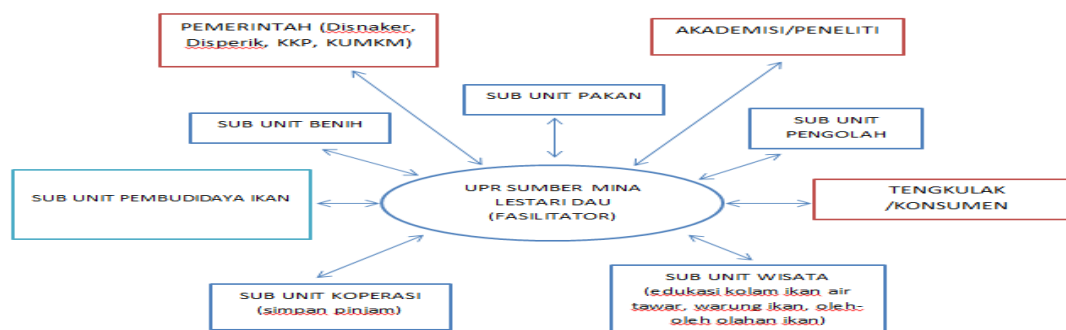 PEMERINTAH (Disnaker,
Disperik, KKP, KUMKM)
AKADEMISI/PENELITI
SUB UNIT PAKAN
SUB UNIT BENIH
SUB UNIT
PENGOLAH
SUB UNIT PEMBUDIDAYA IKAN
UPR SUMBER MINA
LESTARI DAU
(FASILITATOR)
TENGKULAK
/KONSUMEN
SUB UNIT KOPERASI
(simpan pinjam)
SUB UNIT WISATA
(edukasi kolam ikan air
tawar, warung ikan, oleh-
oleh olahan ikan)